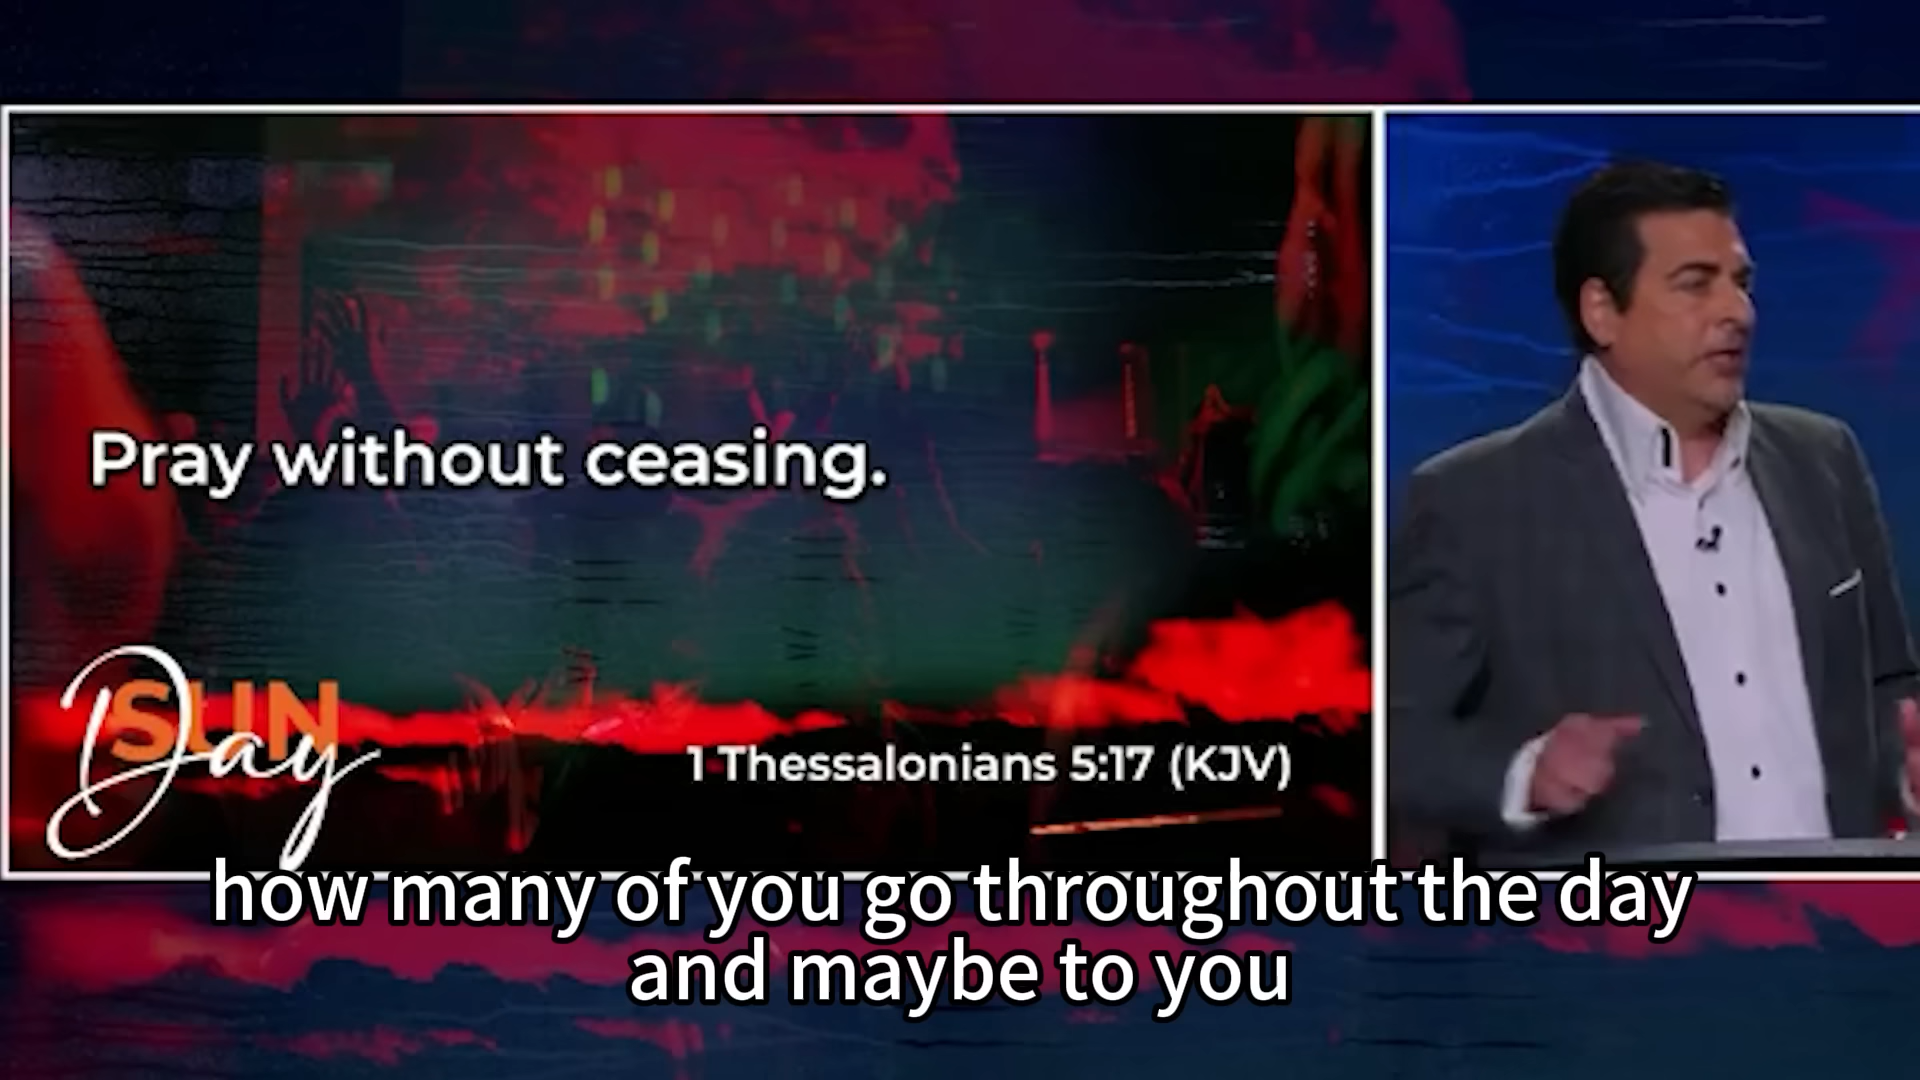 Pray without ceasing.
SUN
Day
1 Thessalonians 5:17 (KJV)
how many of you go throughout the day
and maybe to you